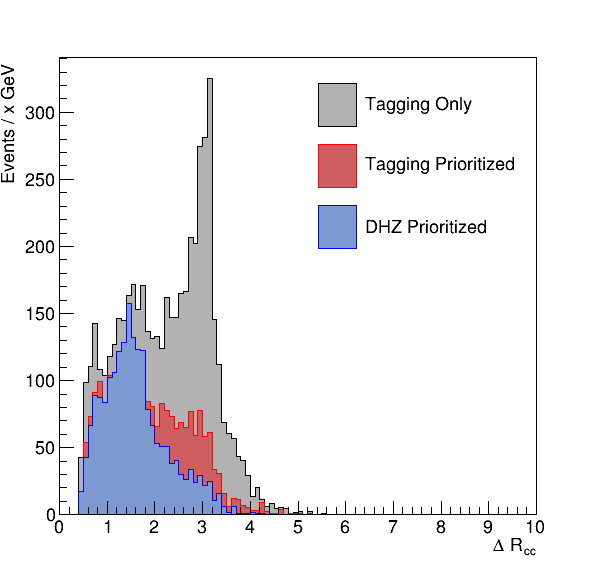 Events / x GeV
300
250
200
150
100
50
0
Tagging Only
Tagging Prioritized
DHZ Prioritized
0 1 2 3 4 5 6 7 8 9 10
Δ Rcc